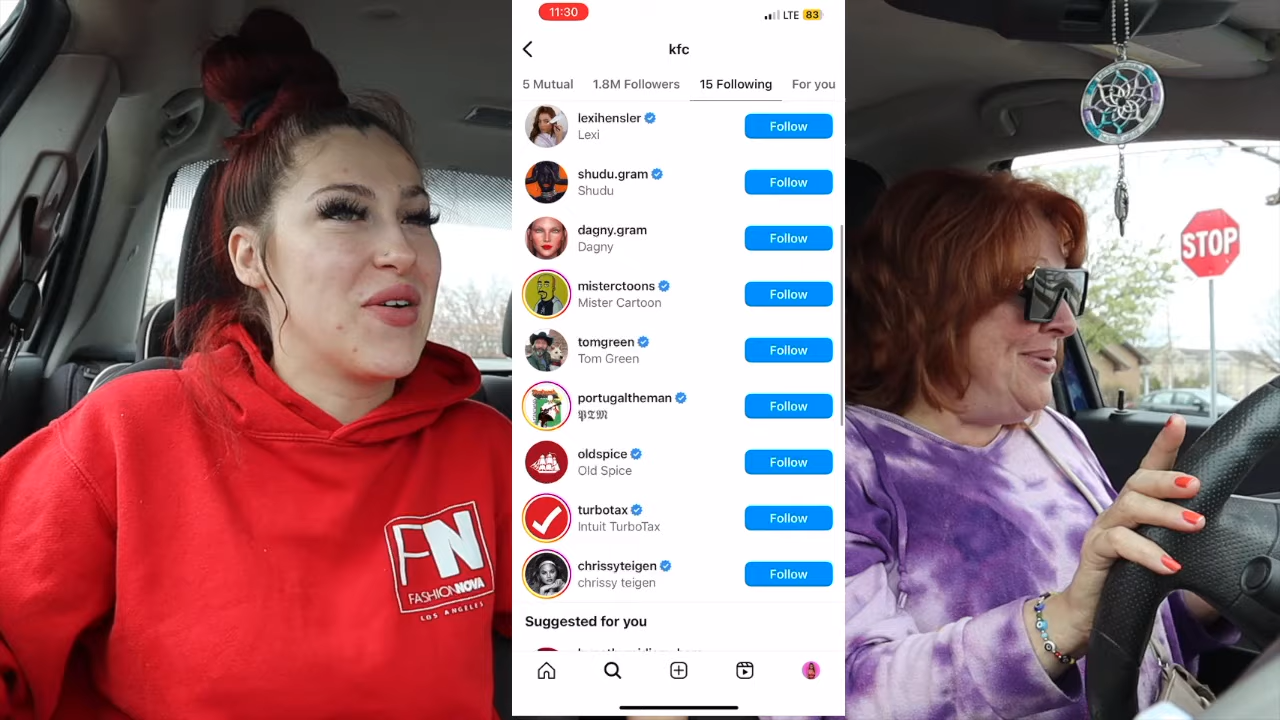 11:30
LTE 83
kfc
5 Mutual 1.8M Followers 15 Following For you
lexihensler
Lexi
Follow
shudu.gram
Shudu
Follow
dagny.gram
Dagny
Follow
misterctoons
Mister Cartoon
Follow
tomgreen
Tom Green
Follow
portugaltheman
𝕻𝕿𝕸
Follow
oldspice
Old Spice
Follow
turbotax
Intuit TurboTax
Follow
chrissyteigen
chrissy teigen
Follow
Suggested for you
FN
FASHIONNOVA
LOS ANGELES
STOP